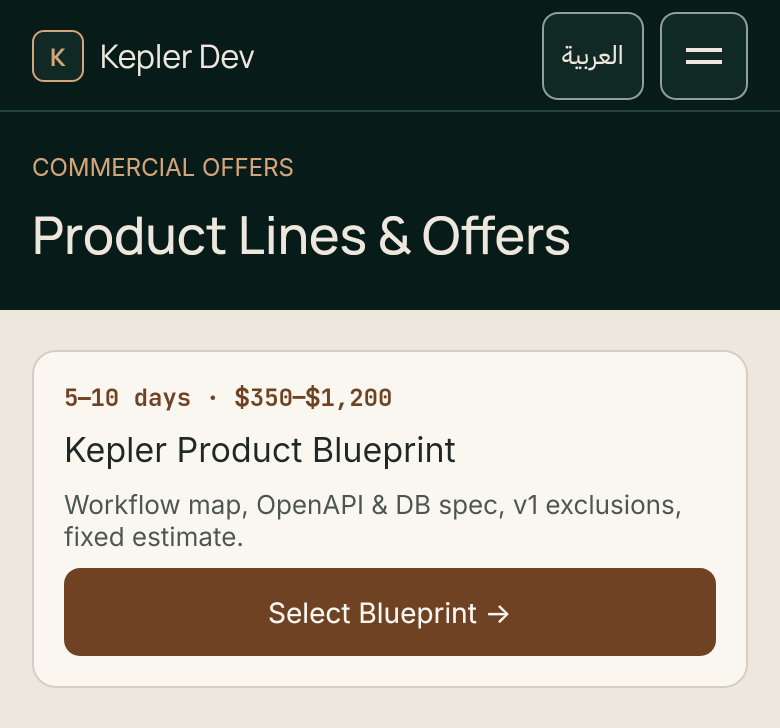 K
Kepler Dev
العربية
COMMERCIAL OFFERS
Product Lines & Offers
5–10 days · $350–$1,200
Kepler Product Blueprint
Workflow map, OpenAPI & DB spec, v1 exclusions,
fixed estimate.
Select Blueprint →